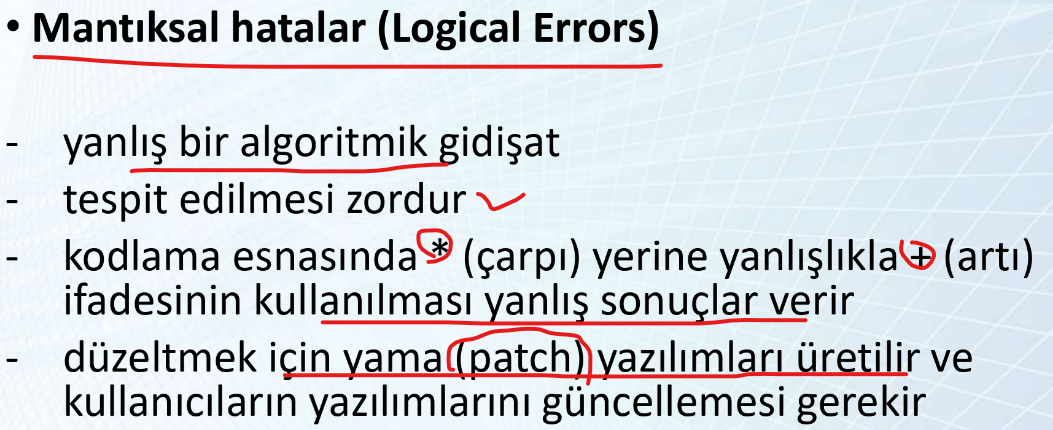 • Mantıksal hatalar (Logical Errors)
- yanlış bir algoritmik gidişat
- tespit edilmesi zordur
- kodlama esnasında * (çarpı) yerine yanlışlıkla + (artı)
ifadesinin kullanılması yanlış sonuçlar verir
- düzeltmek için yama (patch) yazılımları üretilir ve
kullanıcıların yazılımlarını güncellemesi gerekir